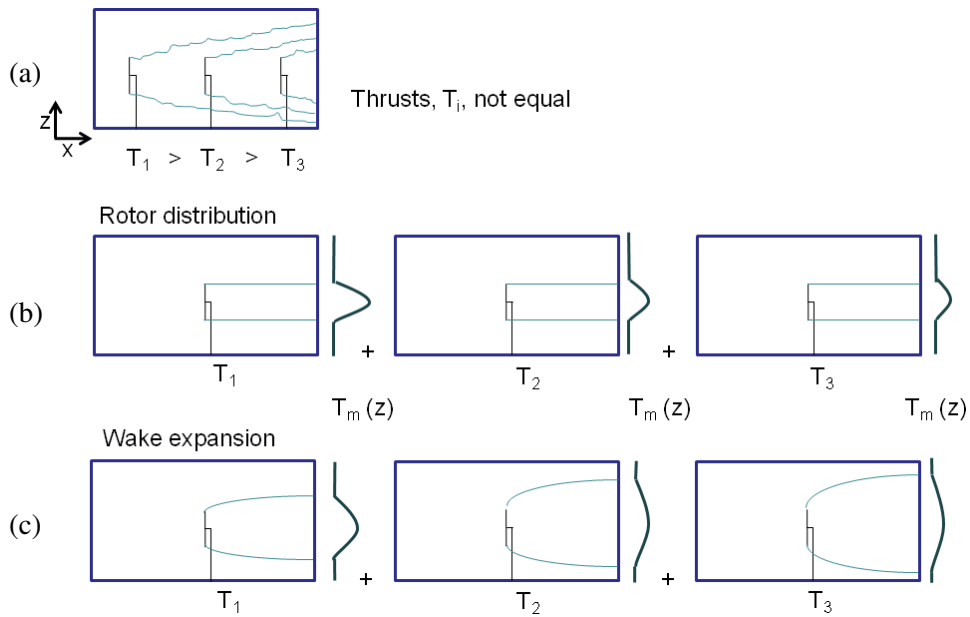 (a)
z
x
Thrusts, Tᵢ, not equal
T₁ > T₂ > T₃
Rotor distribution
(b)
+ +
T₁ T₂ T₃
Tₘ (z) Tₘ (z) Tₘ (z)
Wake expansion
(c)
+ +
T₁ T₂ T₃